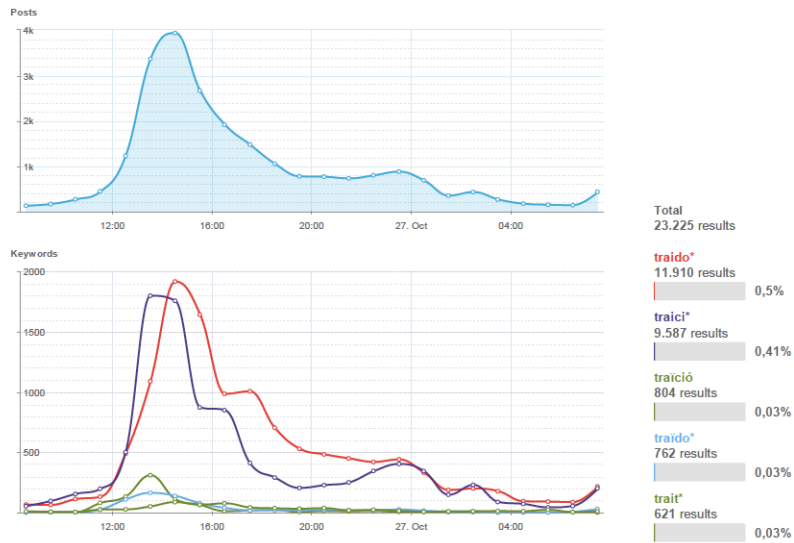 Posts
4k
3k
2k
1k
12:00
16:00
20:00
27. Oct
04:00
Keywords
2000
1500
1000
500
12:00
16:00
20:00
27. Oct
04:00
Total
23.225 results
traido*
11.910 results
0,5%
traici*
9.587 results
0,41%
traïció
804 results
0,03%
traído*
762 results
0,03%
trait*
621 results
0,03%